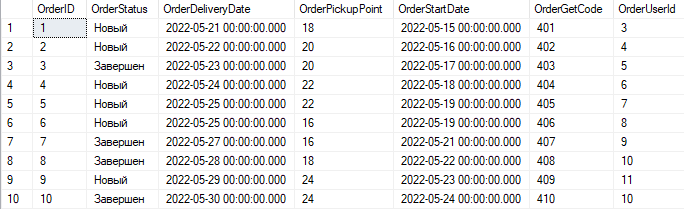 OrderID OrderStatus OrderDeliveryDate OrderPickupPoint OrderStartDate OrderGetCode OrderUserId
1 1 Новый 2022-05-21 00:00:00.000 18 2022-05-15 00:00:00.000 401 3
2 2 Новый 2022-05-22 00:00:00.000 20 2022-05-16 00:00:00.000 402 4
3 3 Завершен 2022-05-23 00:00:00.000 20 2022-05-17 00:00:00.000 403 5
4 4 Новый 2022-05-24 00:00:00.000 22 2022-05-18 00:00:00.000 404 6
5 5 Новый 2022-05-25 00:00:00.000 22 2022-05-19 00:00:00.000 405 7
6 6 Новый 2022-05-25 00:00:00.000 16 2022-05-19 00:00:00.000 406 8
7 7 Завершен 2022-05-27 00:00:00.000 16 2022-05-21 00:00:00.000 407 9
8 8 Завершен 2022-05-28 00:00:00.000 18 2022-05-22 00:00:00.000 408 10
9 9 Новый 2022-05-29 00:00:00.000 24 2022-05-23 00:00:00.000 409 11
10 10 Завершен 2022-05-30 00:00:00.000 24 2022-05-24 00:00:00.000 410 10